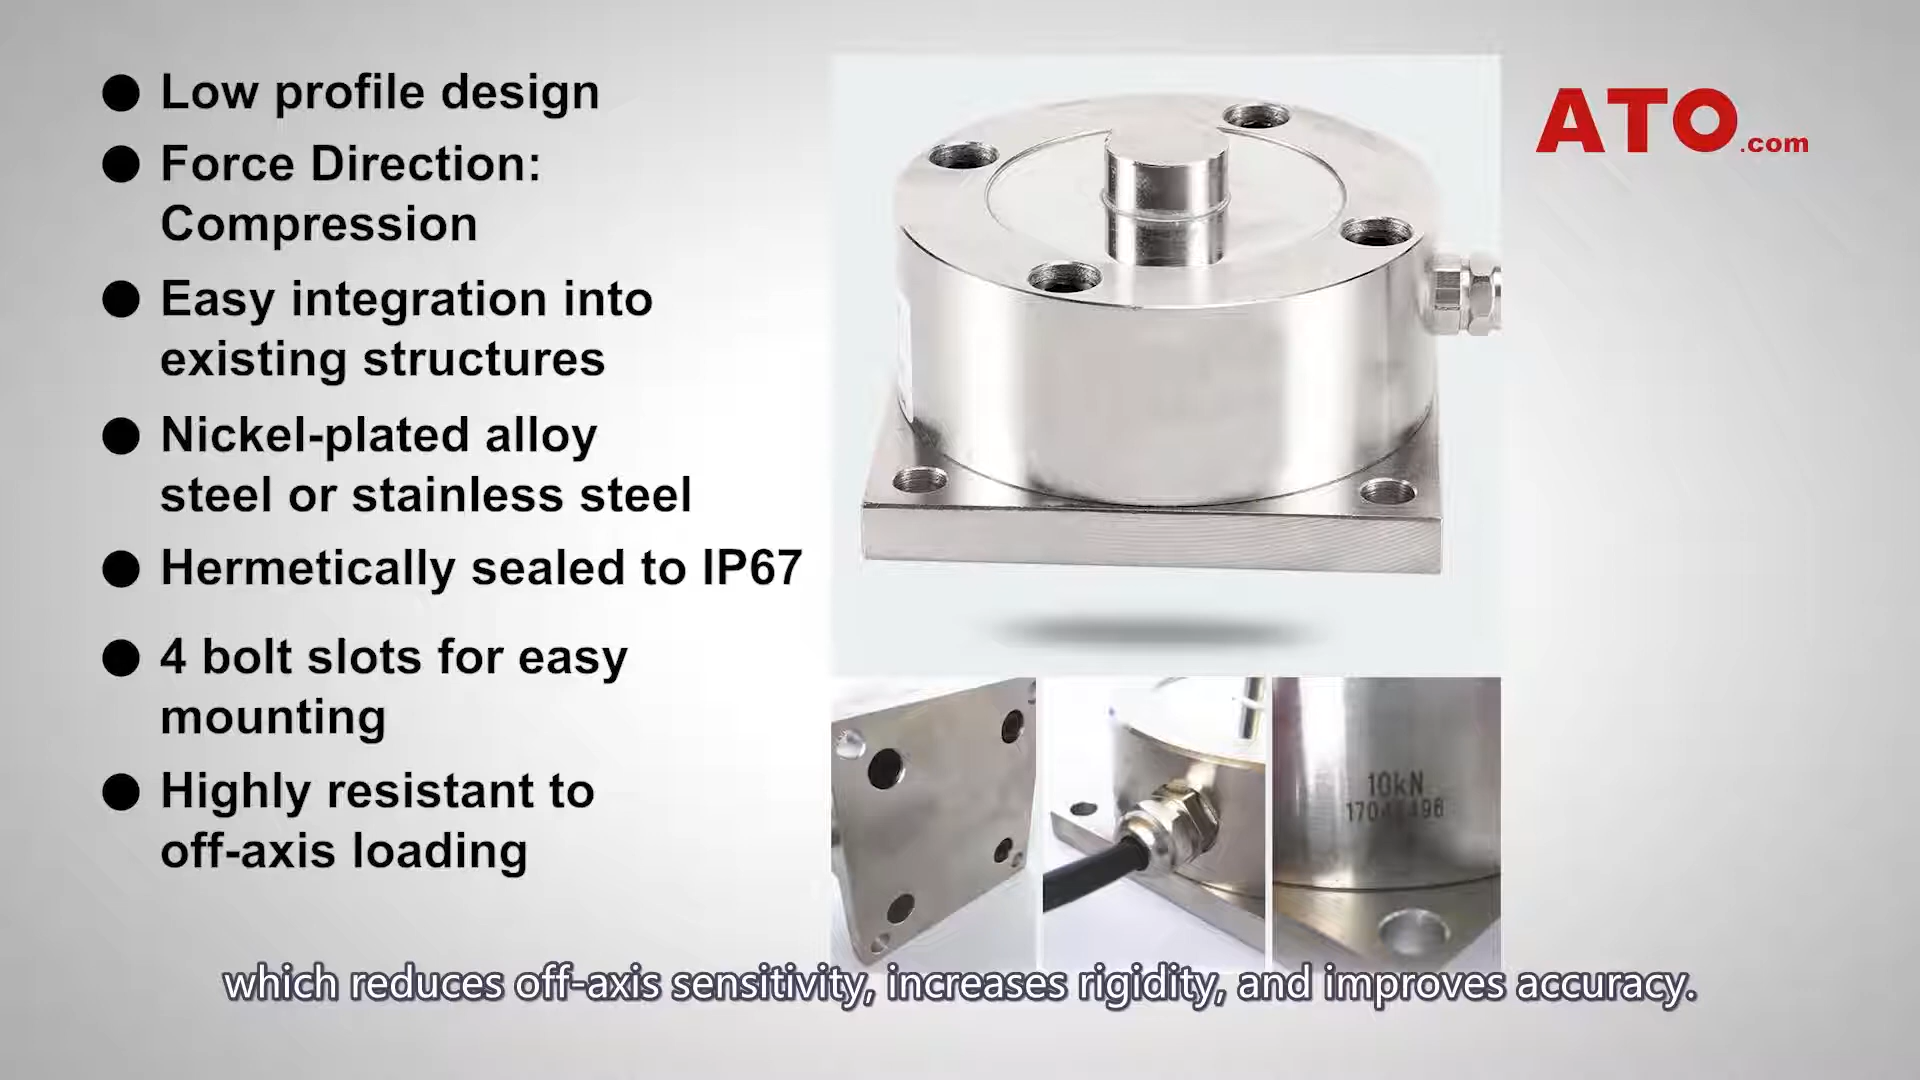 Low profile design
Force Direction:
Compression
Easy integration into
existing structures
Nickel-plated alloy
steel or stainless steel
Hermetically sealed to IP67
4 bolt slots for easy
mounting
Highly resistant to
off-axis loading
ATO.com
10kN
which reduces off-axis sensitivity, increases rigidity, and improves accuracy.